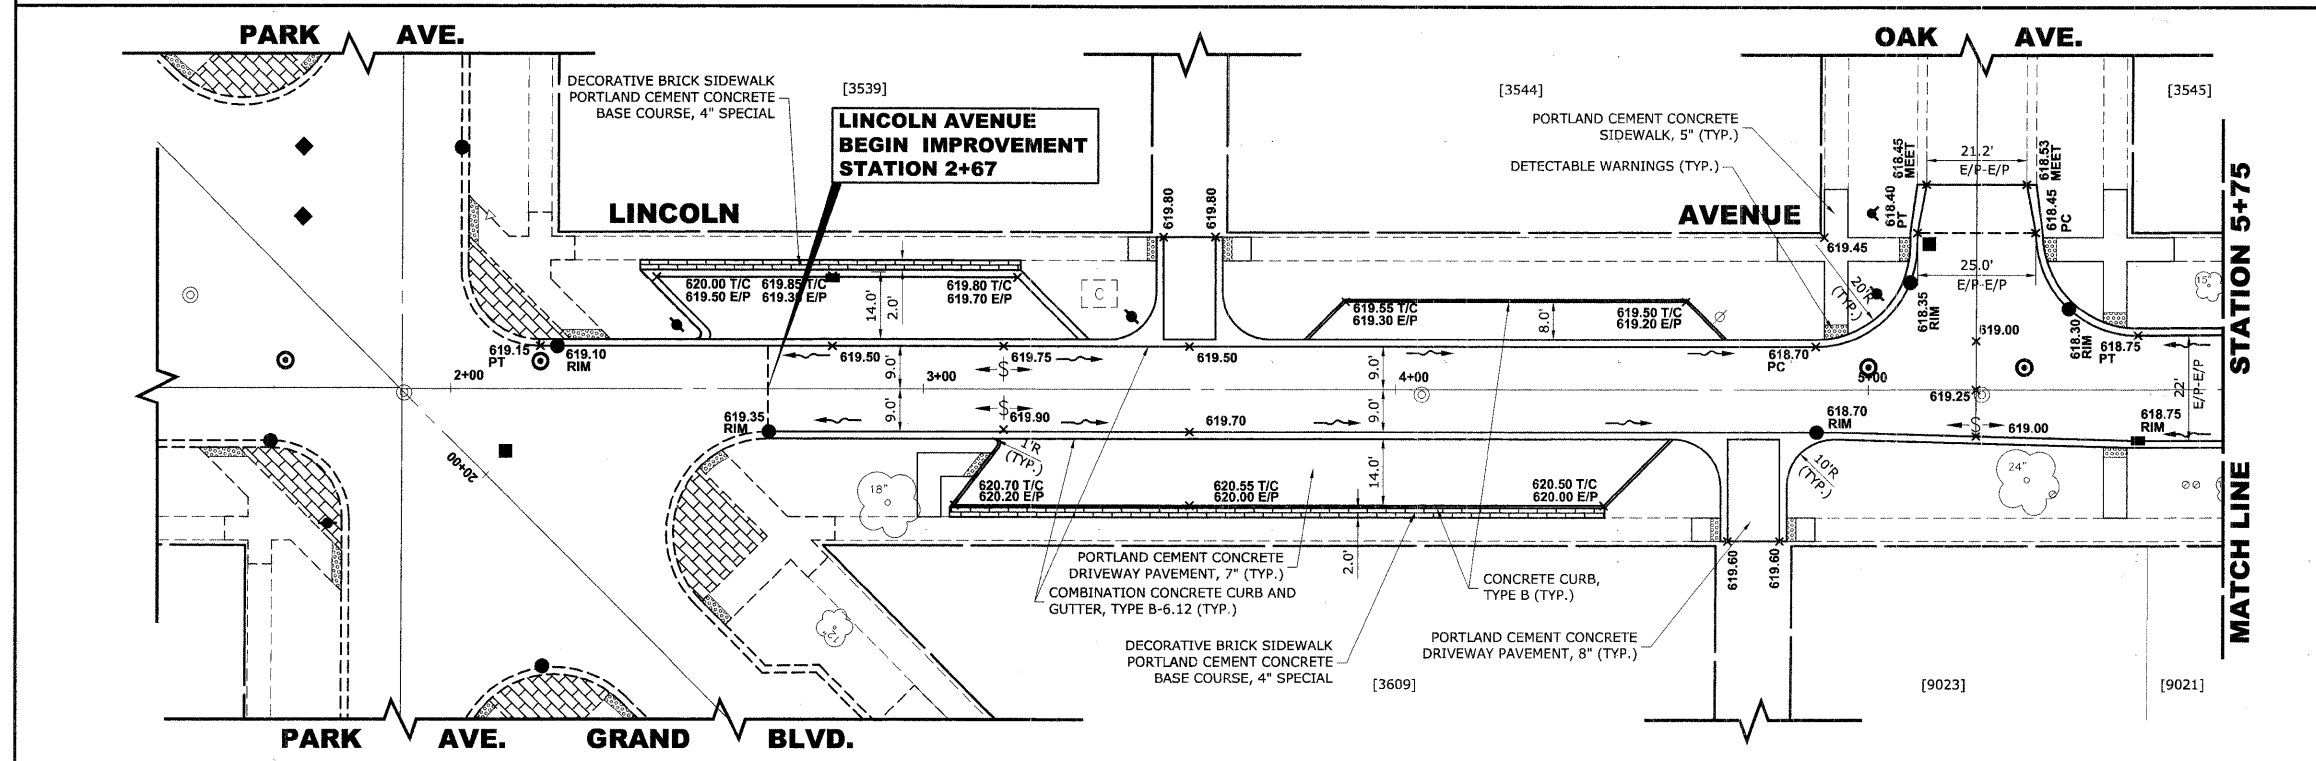 PARK AVE.
OAK AVE.
DECORATIVE BRICK SIDEWALK
PORTLAND CEMENT CONCRETE
BASE COURSE, 4" SPECIAL
[3539]
[3544]
[3545]
LINCOLN AVENUE
BEGIN IMPROVEMENT
STATION 2+67
PORTLAND CEMENT CONCRETE
SIDEWALK, 5" (TYP.)
DETECTABLE WARNINGS (TYP.)
618.45
MEET
21.2'
E/P-E/P
618.53
MEET
618.40
PT
618.45
PC
LINCOLN
AVENUE
619.80
619.80
619.45
25.0'
E/P-E/P
20'R
(TYP.)
15"
620.00 T/C
619.50 E/P
619.85 T/C
619.35 E/P
14.0'
2.0'
619.80 T/C
619.70 E/P
C
619.55 T/C
619.30 E/P
8.0'
619.50 T/C
619.20 E/P
618.35
RIM
619.00
618.30
RIM
618.75
PT
619.15
PT
619.10
RIM
619.50
619.75
619.50
618.70
PC
2+00
3+00
4+00
5+00
9.0'
9.0'
9.0'
9.0'
S
S
S
619.25
22'
E/P-E/P
619.35
RIM
619.90
619.70
618.70
RIM
619.00
618.75
RIM
20+00
1'R
(TYP.)
10'R
(TYP.)
18"
24"
620.70 T/C
620.20 E/P
620.55 T/C
620.00 E/P
14.0'
620.50 T/C
620.00 E/P
2.0'
619.60
619.60
PORTLAND CEMENT CONCRETE
DRIVEWAY PAVEMENT, 7" (TYP.)
COMBINATION CONCRETE CURB AND
GUTTER, TYPE B-6.12 (TYP.)
CONCRETE CURB,
TYPE B (TYP.)
DECORATIVE BRICK SIDEWALK
PORTLAND CEMENT CONCRETE
BASE COURSE, 4" SPECIAL
PORTLAND CEMENT CONCRETE
DRIVEWAY PAVEMENT, 8" (TYP.)
[3609]
[9023]
[9021]
PARK AVE.
GRAND BLVD.
MATCH LINE STATION 5+75